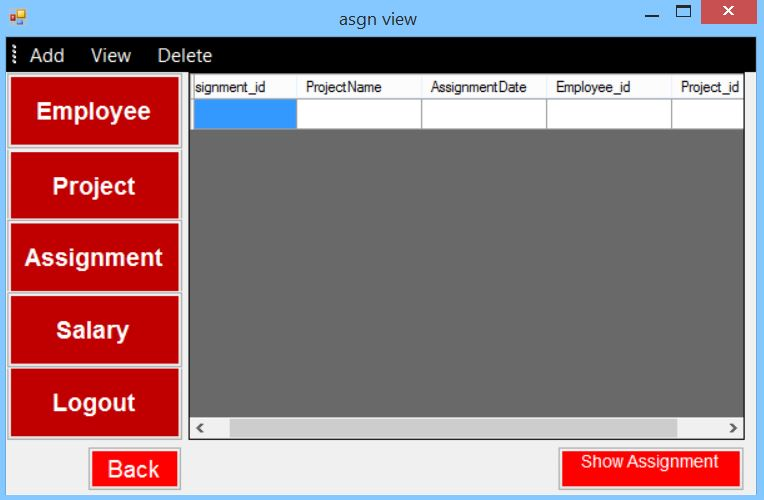 asgn view
Add View Delete
Employee
Project
Assignment
Salary
Logout
signment_id ProjectName AssignmentDate Employee_id Project_id
Back
Show Assignment